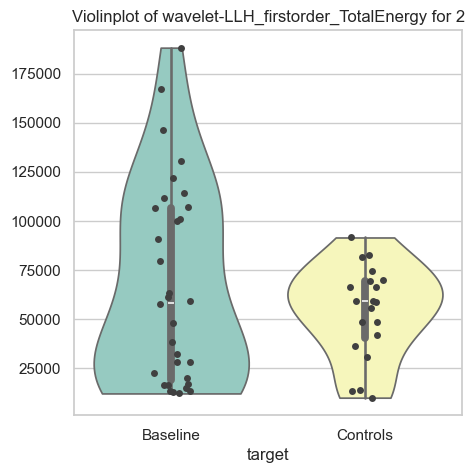 Violinplot of wavelet-LLH_firstorder_TotalEnergy for 2
175000
150000
125000
100000
75000
50000
25000
Baseline Controls
target